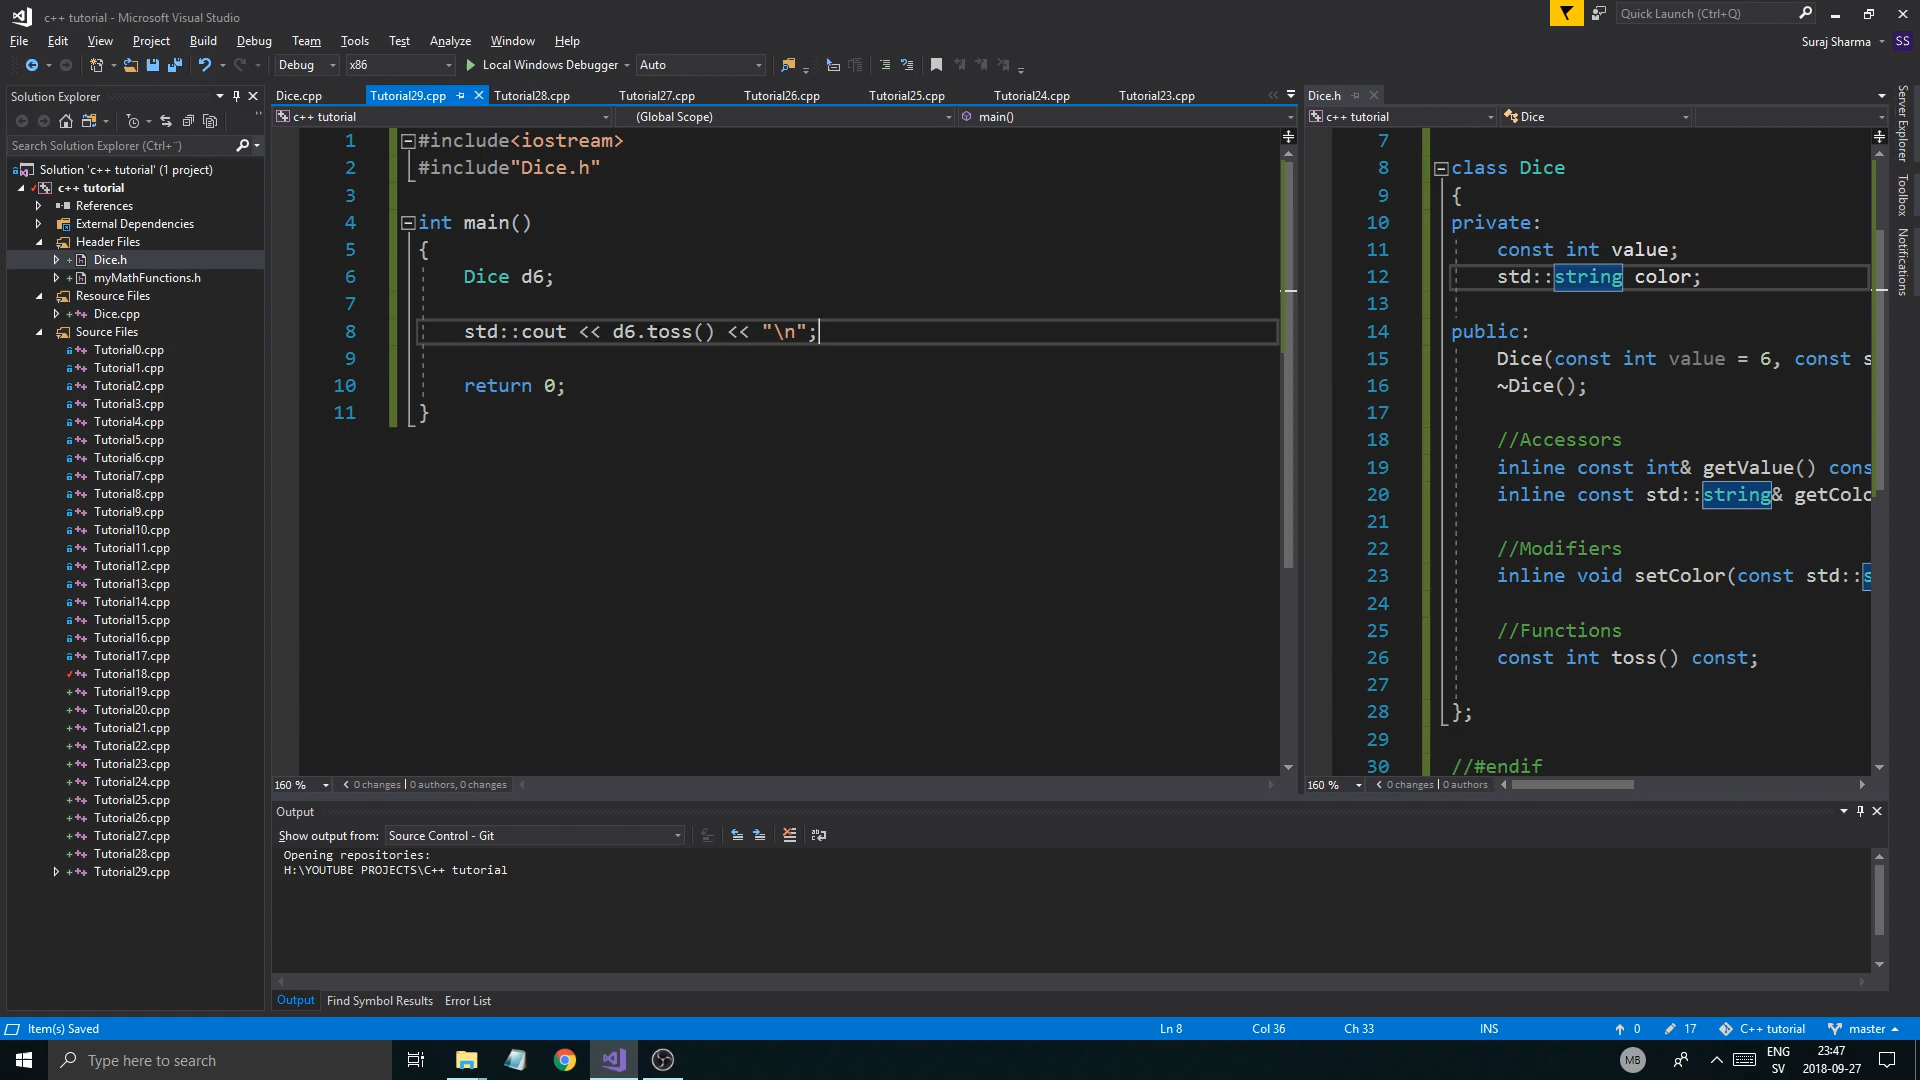 c++ tutorial - Microsoft Visual Studio
Quick Launch (Ctrl+Q)
File Edit View Project Build Debug Team Tools Test Analyze Window Help
Suraj Sharma SS
Debug x86 Local Windows Debugger Auto
Solution Explorer
Search Solution Explorer (Ctrl+¨)
Solution 'c++ tutorial' (1 project)
c++ tutorial
References
External Dependencies
Header Files
Dice.h
myMathFunctions.h
Resource Files
Dice.cpp
Source Files
Tutorial0.cpp
Tutorial1.cpp
Tutorial2.cpp
Tutorial3.cpp
Tutorial4.cpp
Tutorial5.cpp
Tutorial6.cpp
Tutorial7.cpp
Tutorial8.cpp
Tutorial9.cpp
Tutorial10.cpp
Tutorial11.cpp
Tutorial12.cpp
Tutorial13.cpp
Tutorial14.cpp
Tutorial15.cpp
Tutorial16.cpp
Tutorial17.cpp
Tutorial18.cpp
Tutorial19.cpp
Tutorial20.cpp
Tutorial21.cpp
Tutorial22.cpp
Tutorial23.cpp
Tutorial24.cpp
Tutorial25.cpp
Tutorial26.cpp
Tutorial27.cpp
Tutorial28.cpp
Tutorial29.cpp
Dice.cpp Tutorial29.cpp Tutorial28.cpp Tutorial27.cpp Tutorial26.cpp Tutorial25.cpp Tutorial24.cpp Tutorial23.cpp
c++ tutorial (Global Scope) main()
1 #include<iostream>
2 #include"Dice.h"
3
4 int main()
5 {
6 Dice d6;
7
8 std::cout << d6.toss() << "\n";
9
10 return 0;
11 }
160 % 0 changes | 0 authors, 0 changes
Dice.h
c++ tutorial Dice
7
8 class Dice
9 {
10 private:
11 const int value;
12 std::string color;
13
14 public:
15 Dice(const int value = 6, const s
16 ~Dice();
17
18 //Accessors
19 inline const int& getValue() cons
20 inline const std::string& getColo
21
22 //Modifiers
23 inline void setColor(const std::s
24
25 //Functions
26 const int toss() const;
27
28 };
29
30 //#endif
160 % 0 changes | 0 authors
Server Explorer
Toolbox
Notifications
Output
Show output from: Source Control - Git
Opening repositories:
H:\YOUTUBE PROJECTS\C++ tutorial
Output Find Symbol Results Error List
Item(s) Saved Ln 8 Col 36 Ch 33 INS 0 17 C++ tutorial master
Type here to search
MB
ENG
SV
23:47
2018-09-27